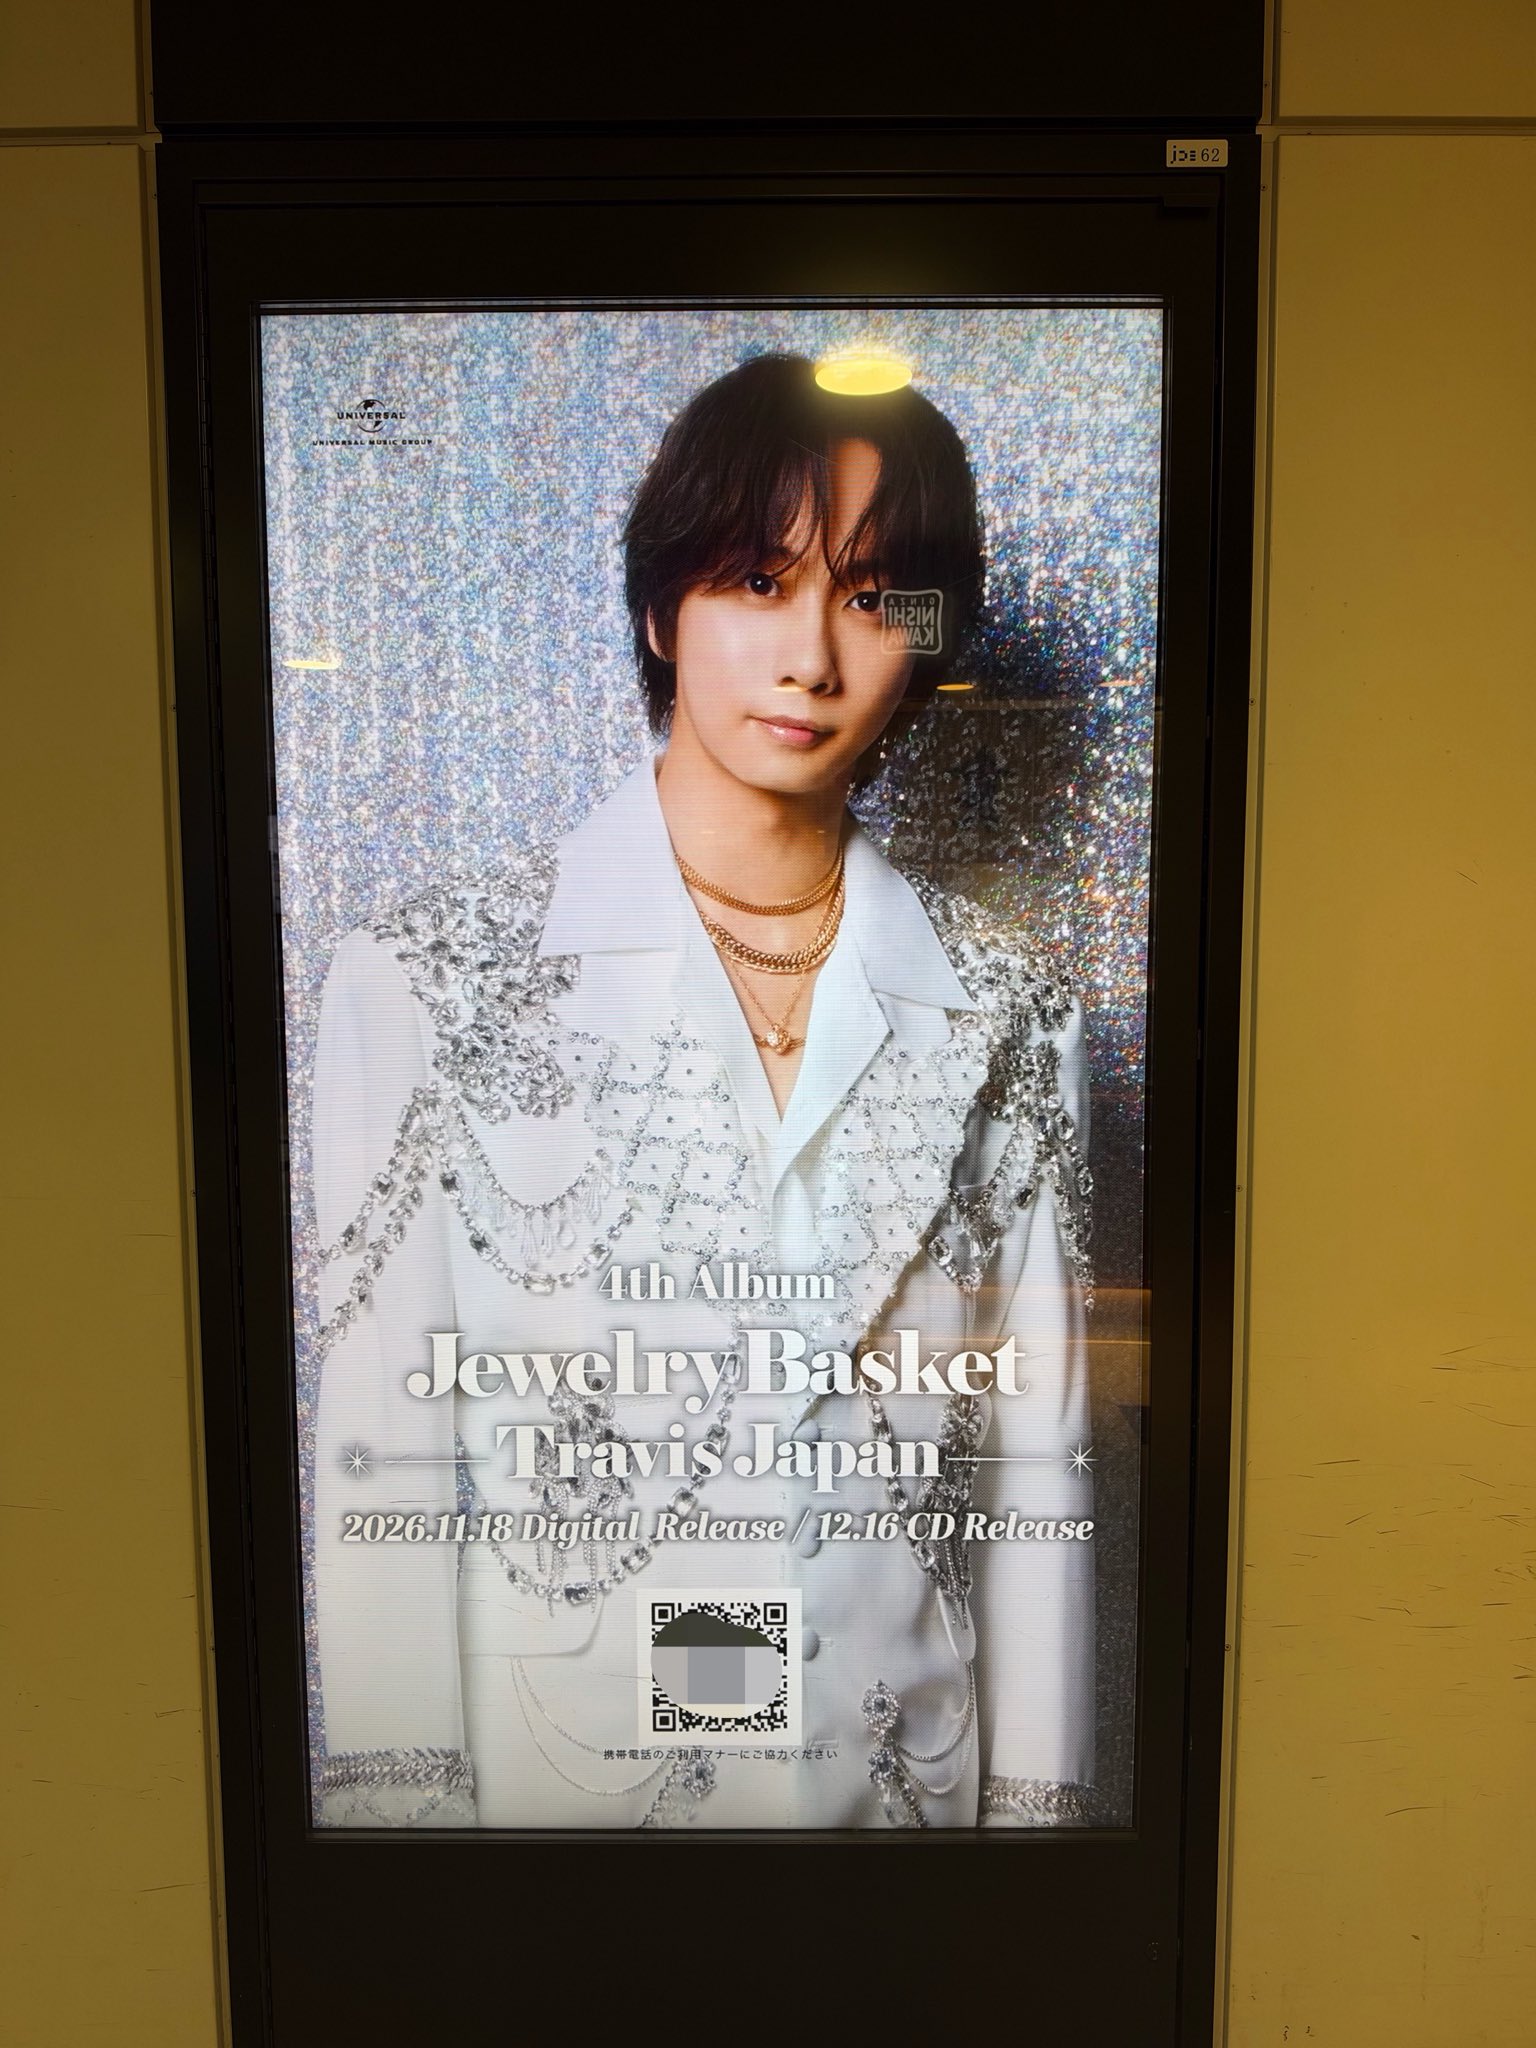 jɔε 62
UNIVERSAL
UNIVERSAL MUSIC GROUP
GINZA
NISHI
KAWA
4th Album
Jewelry Basket
Travis Japan
2026.11.18 Digital Release / 12.16 CD Release
携帯電話のご利用マナーにご協力ください